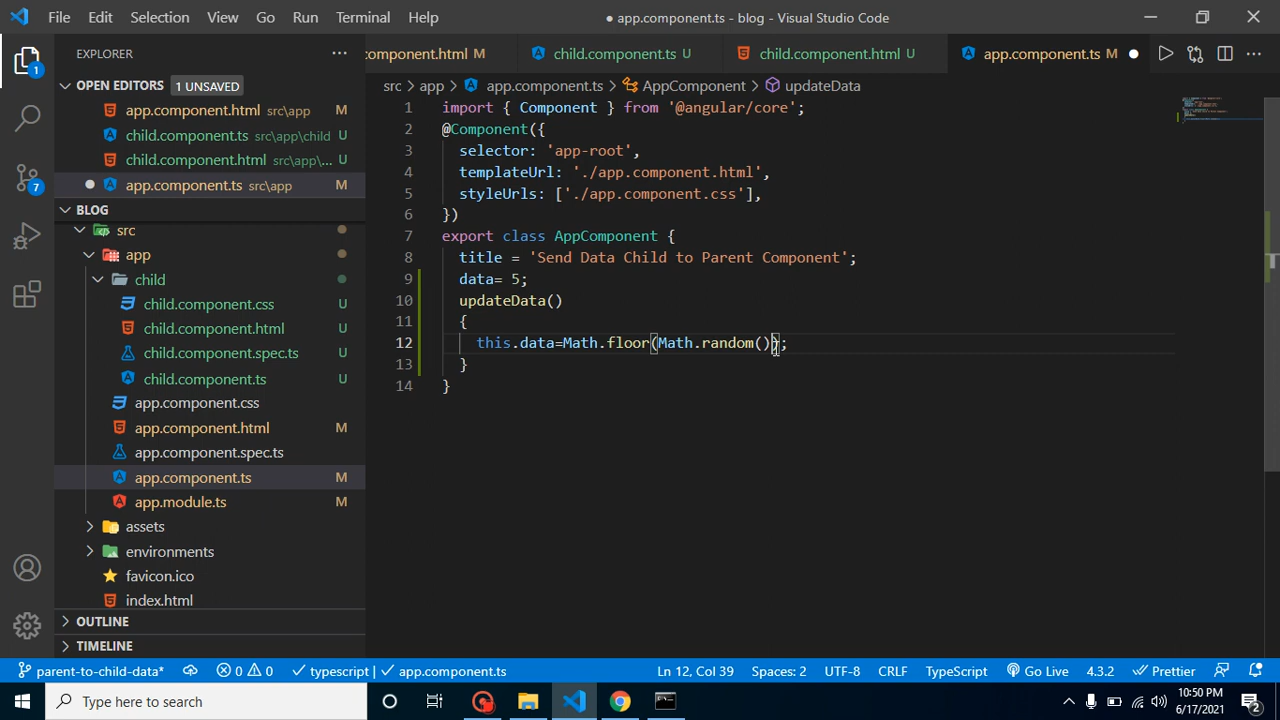 File Edit Selection View Go Run Terminal Help
● app.component.ts - blog - Visual Studio Code
EXPLORER
1
component.html M
child.component.ts U
child.component.html U
app.component.ts M
OPEN EDITORS 1 UNSAVED
src > app > app.component.ts > AppComponent > updateData
app.component.html src\app M
child.component.ts src\app\child U
child.component.html src\app\... U
app.component.ts src\app M
7
BLOG
src
app
child
child.component.css U
child.component.html U
child.component.spec.ts U
child.component.ts U
app.component.css
app.component.html M
app.component.spec.ts
app.component.ts M
app.module.ts M
assets
environments
favicon.ico
index.html
OUTLINE
TIMELINE
1 import { Component } from '@angular/core';
2 @Component({
3 selector: 'app-root',
4 templateUrl: './app.component.html',
5 styleUrls: ['./app.component.css'],
6 })
7 export class AppComponent {
8 title = 'Send Data Child to Parent Component';
9 data= 5;
10 updateData()
11 {
12 this.data=Math.floor(Math.random());
13 }
14 }
parent-to-child-data* 0 0 typescript | app.component.ts Ln 12, Col 39 Spaces: 2 UTF-8 CRLF TypeScript Go Live 4.3.2 Prettier
Type here to search
10:50 PM
6/17/2021
2